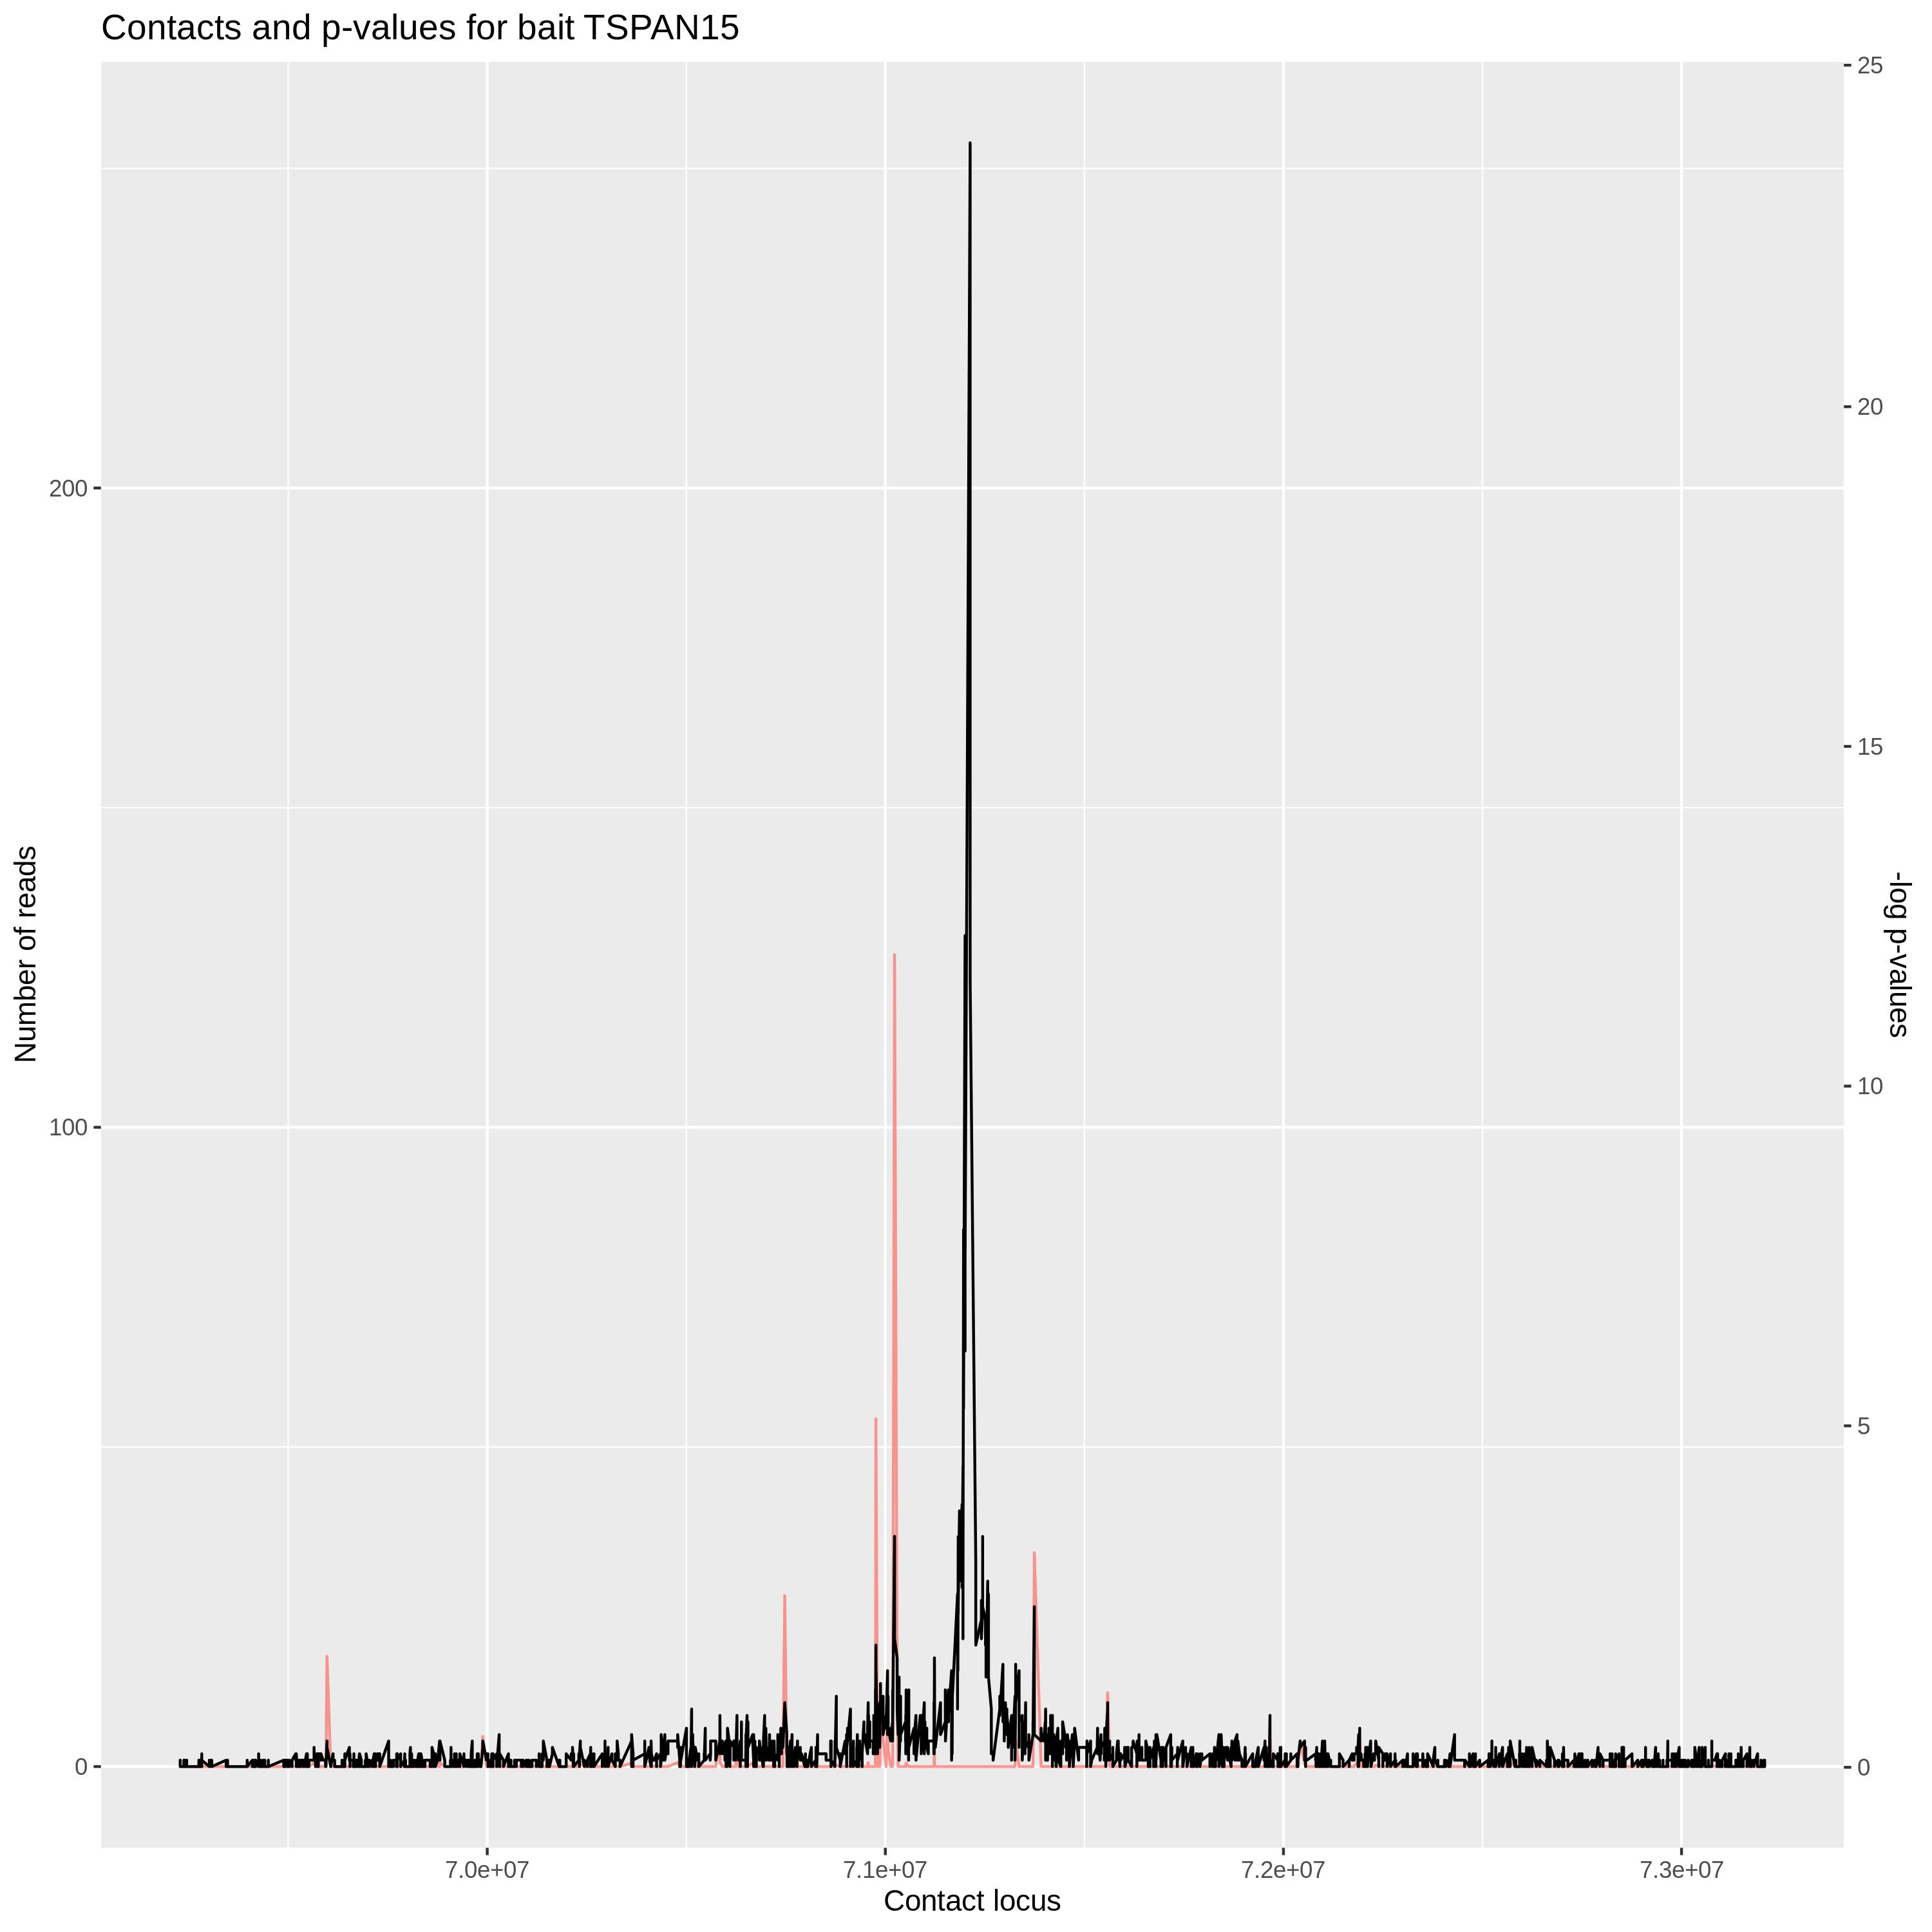 Contacts and p-values for bait TSPAN15
25
20
200
15
Number of reads
-log p-values
10
100
5
0
0
7.0e+07
7.1e+07
7.2e+07
7.3e+07
Contact locus